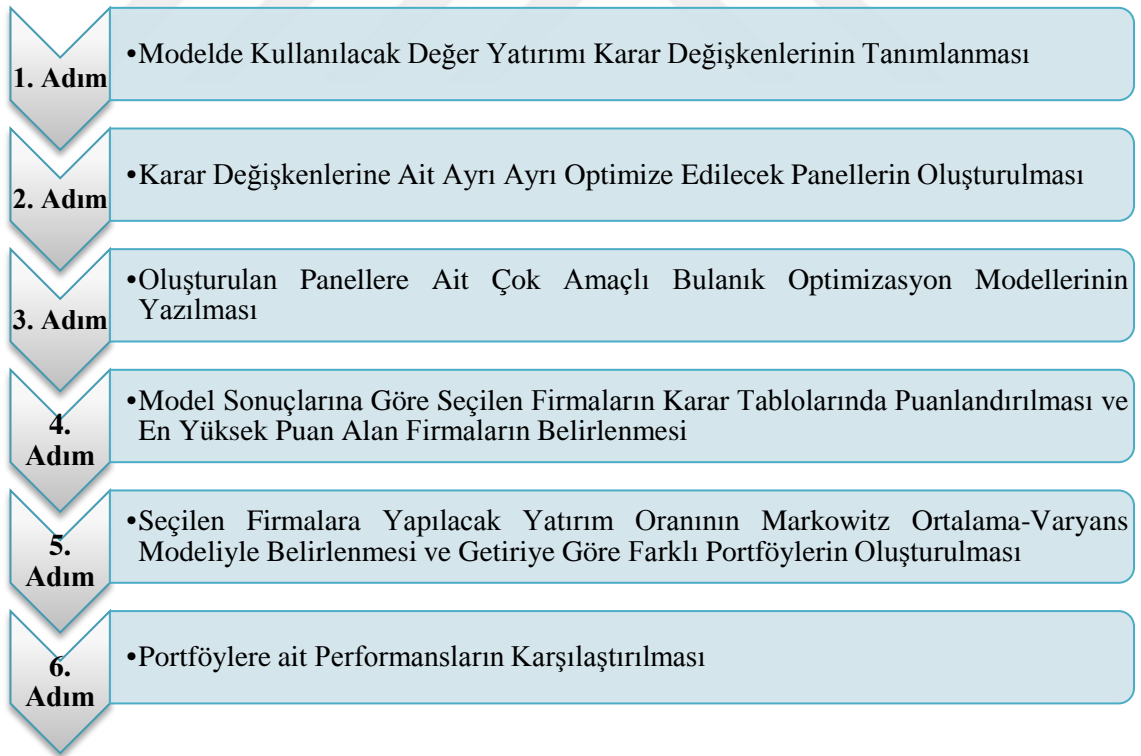 1. Adım
•Modelde Kullanılacak Değer Yatırımı Karar Değişkenlerinin Tanımlanması
2. Adım
•Karar Değişkenlerine Ait Ayrı Ayrı Optimize Edilecek Panellerin Oluşturulması
3. Adım
•Oluşturulan Panellere Ait Çok Amaçlı Bulanık Optimizasyon Modellerinin
Yazılması
4.
Adım
•Model Sonuçlarına Göre Seçilen Firmaların Karar Tablolarında Puanlandırılması ve
En Yüksek Puan Alan Firmaların Belirlenmesi
5.
Adım
•Seçilen Firmalara Yapılacak Yatırım Oranının Markowitz Ortalama-Varyans
Modeliyle Belirlenmesi ve Getiriye Göre Farklı Portföylerin Oluşturulması
6.
Adım
•Portföylere ait Performansların Karşılaştırılması